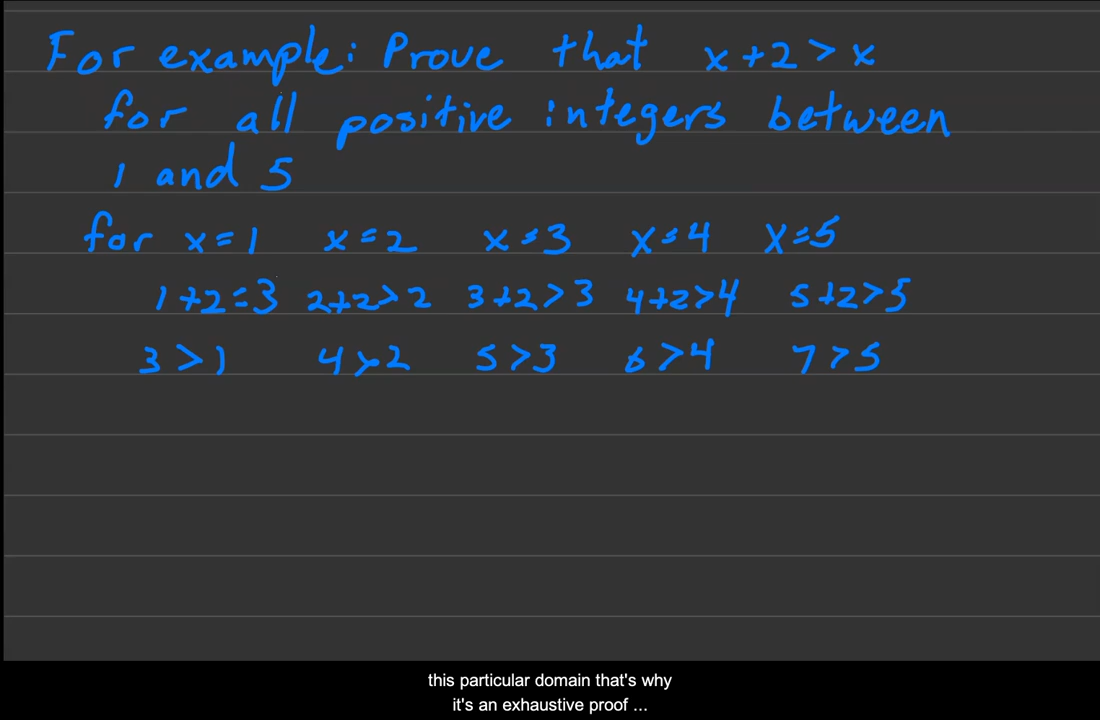 For example: Prove that x + 2 > x
for all positive integers between
1 and 5
for x = 1 x = 2 x = 3 x = 4 x = 5
1 + 2 = 3 2 + 2 > 2 3 + 2 > 3 4 + 2 > 4 5 + 2 > 5
3 > 1 4 > 2 5 > 3 6 > 4 7 > 5
this particular domain that's why
it's an exhaustive proof ...